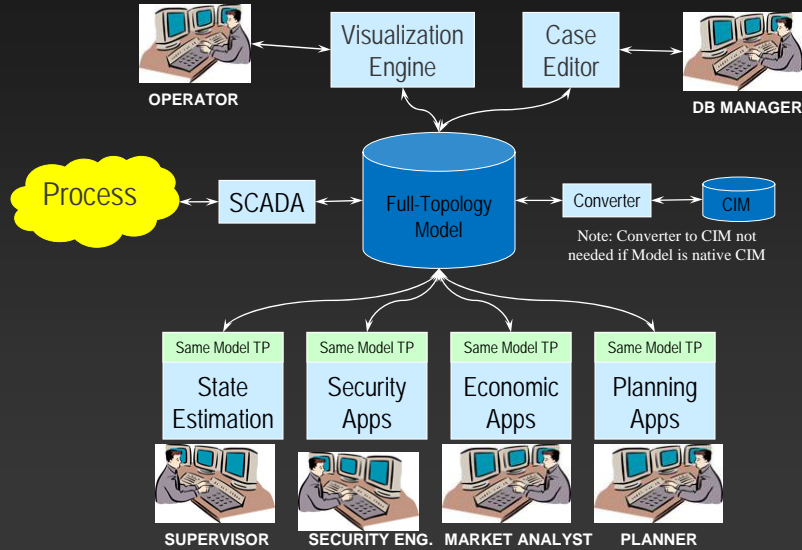 Visualization
Engine
Case
Editor
OPERATOR
DB MANAGER
Process
SCADA
Full-Topology
Model
Converter
CIM
Note: Converter to CIM not
needed if Model is native CIM
Same Model TP
Same Model TP
Same Model TP
Same Model TP
State
Estimation
Security
Apps
Economic
Apps
Planning
Apps
SUPERVISOR
SECURITY ENG.
MARKET ANALYST
PLANNER